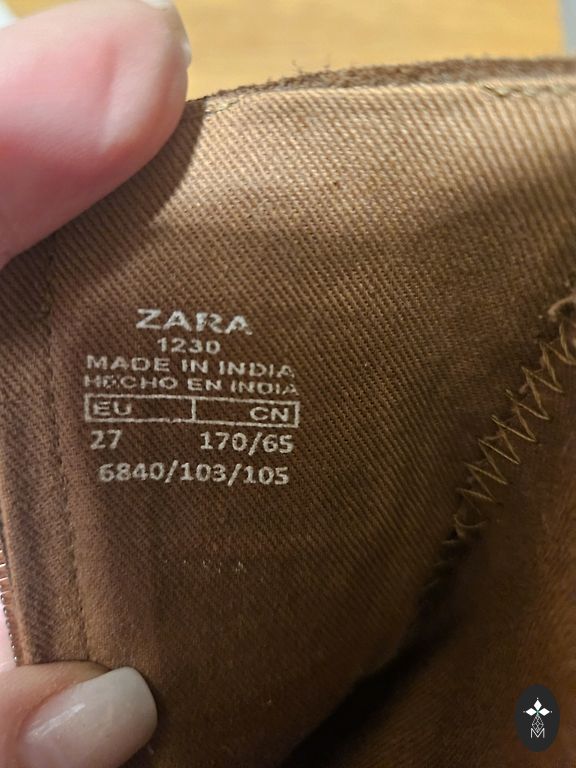 ZARA
1230
MADE IN INDIA
HECHO EN INDIA
EU CN
27 170/65
6840/103/105
M